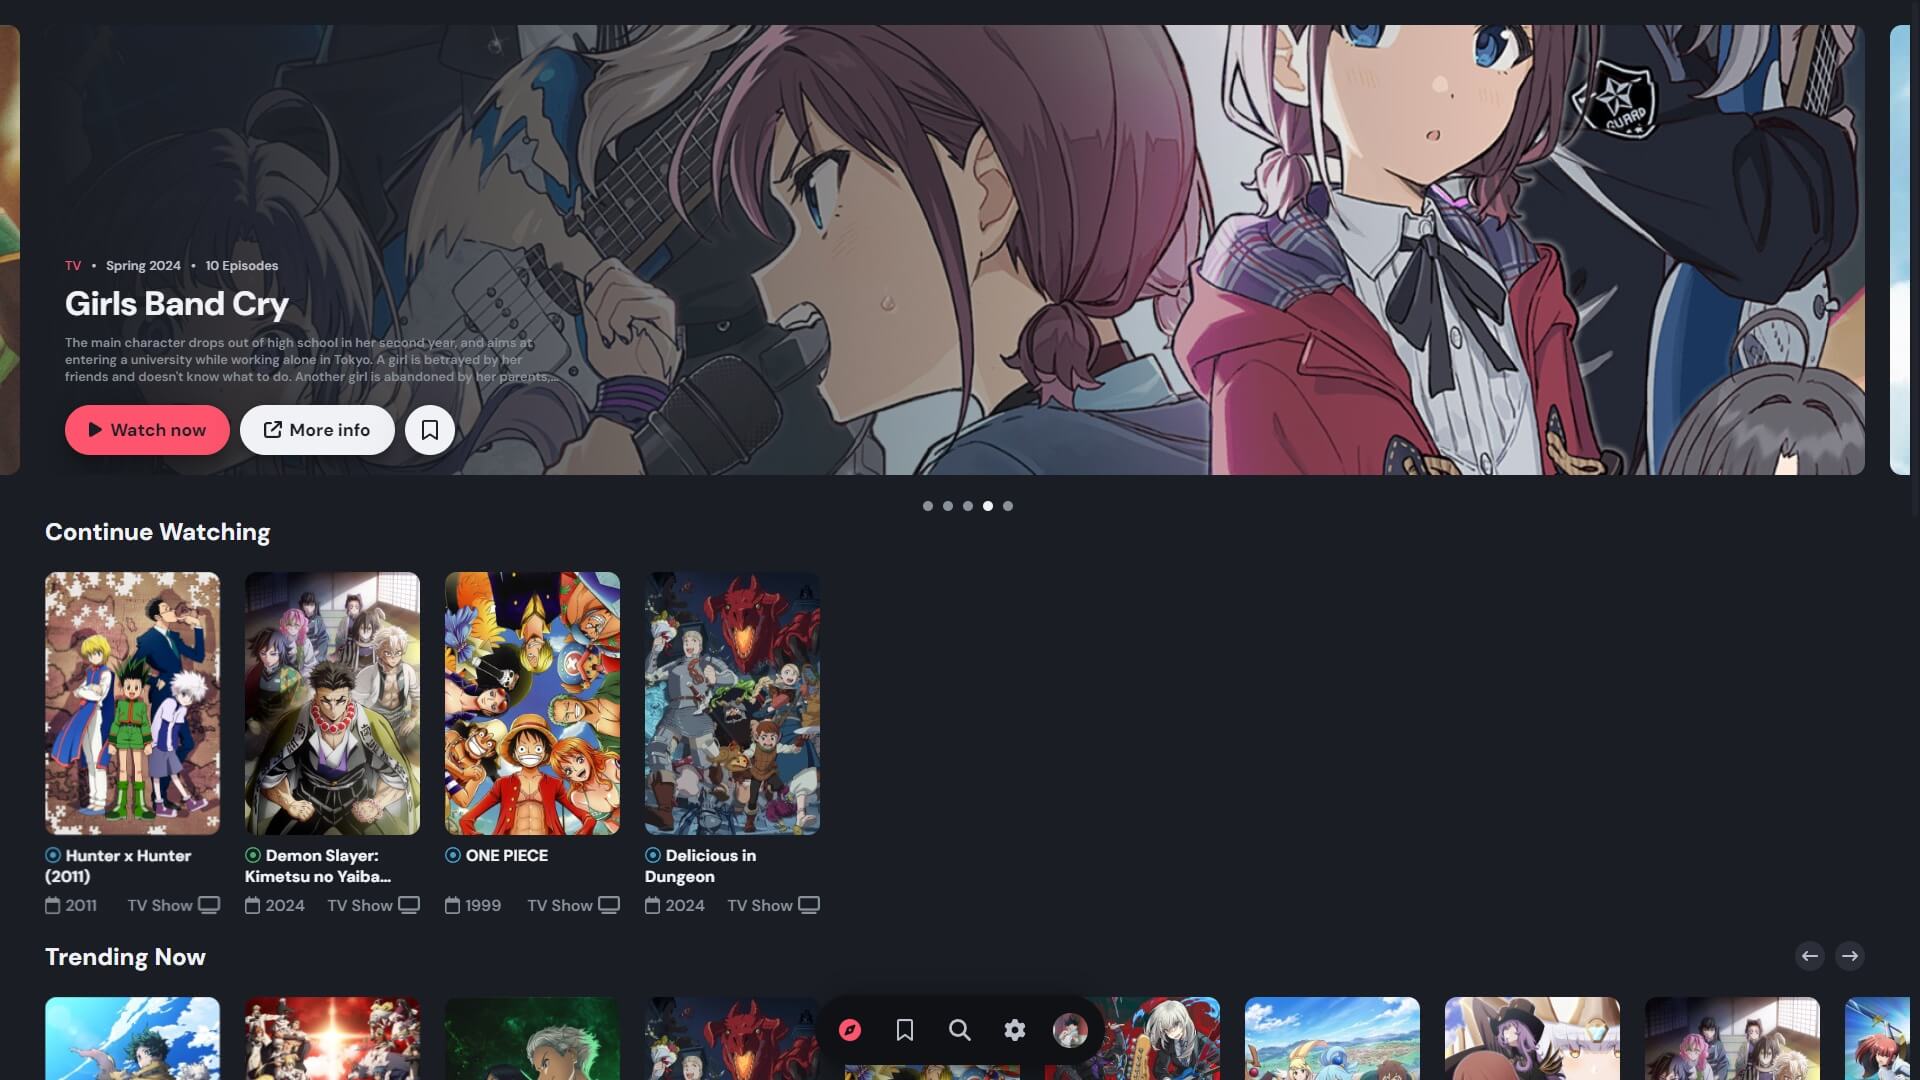 GUARD
TV • Spring 2024 • 10 Episodes
Girls Band Cry
The main character drops out of high school in her second year, and aims at
entering a university while working alone in Tokyo. A girl is betrayed by her
friends and doesn't know what to do. Another girl is abandoned by her parents,...
Watch now
More info
Continue Watching
Hunter x Hunter
(2011)
2011 TV Show
Demon Slayer:
Kimetsu no Yaiba...
2024 TV Show
ONE PIECE
1999 TV Show
Delicious in
Dungeon
2024 TV Show
Trending Now